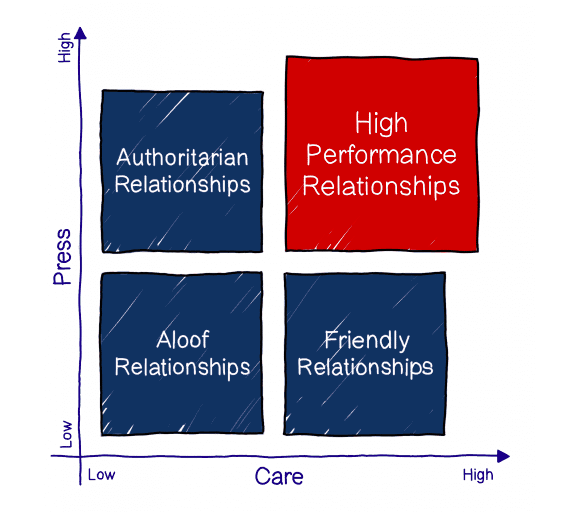 High
High
Performance
Relationships
Authoritarian
Relationships
Press
Aloof
Relationships
Friendly
Relationships
Low
Low
Care
High